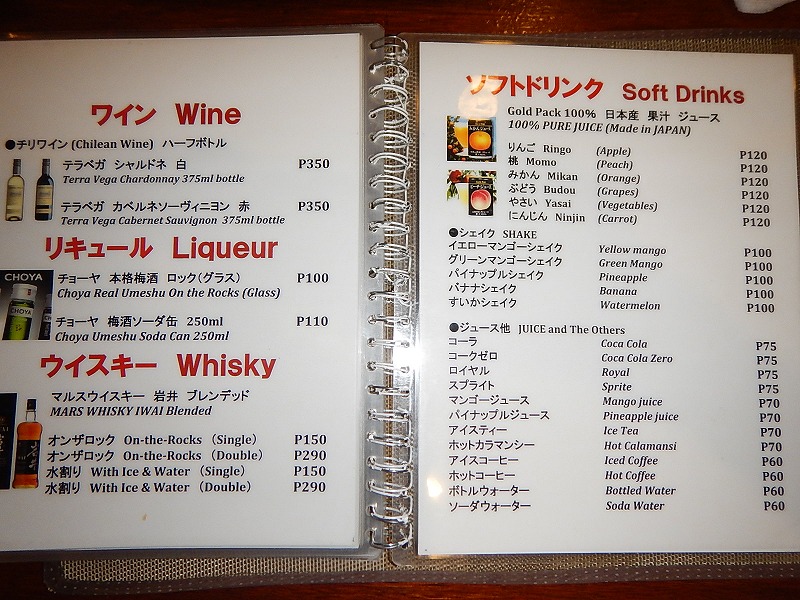 ワイン Wine
●チリワイン (Chilean Wine) ハーフボトル
テラベガ シャルドネ 白 P350
Terra Vega Chardonnay 375ml bottle
テラベガ カベルネソーヴィニヨン 赤 P350
Terra Vega Cabernet Sauvignon 375ml bottle
リキュール Liqueur
CHOYA
CHOYA
チョーヤ 本格梅酒 ロック(グラス) P100
Choya Real Umeshu On the Rocks (Glass)
チョーヤ 梅酒ソーダ缶 250ml P110
Choya Umeshu Soda Can 250ml
ウイスキー Whisky
マルスウイスキー 岩井 ブレンデッド
MARS WHISKY IWAI Blended
オンザロック On-the-Rocks (Single) P150
オンザロック On-the-Rocks (Double) P290
水割り With Ice & Water (Single) P150
水割り With Ice & Water (Double) P290
ソフトドリンク Soft Drinks
Gold Pack 100% 日本産 果汁 ジュース
100% PURE JUICE (Made in JAPAN)
りんご Ringo (Apple) P120
桃 Momo (Peach) P120
みかん Mikan (Orange) P120
ぶどう Budou (Grapes) P120
やさい Yasai (Vegetables) P120
にんじん Ninjin (Carrot) P120
●シェイク SHAKE
イエローマンゴーシェイク Yellow mango P100
グリーンマンゴーシェイク Green Mango P100
パイナップルシェイク Pineapple P100
バナナシェイク Banana P100
すいかシェイク Watermelon P100
●ジュース他 JUICE and The Others
コーラ Coca Cola P75
コークゼロ Coca Cola Zero P75
ロイヤル Royal P75
スプライト Sprite P75
マンゴージュース Mango juice P70
パイナップルジュース Pineapple juice P70
アイスティー Ice Tea P70
ホットカラマンシー Hot Calamansi P70
アイスコーヒー Iced Coffee P60
ホットコーヒー Hot Coffee P60
ボトルウォーター Bottled Water P60
ソーダウォーター Soda Water P60